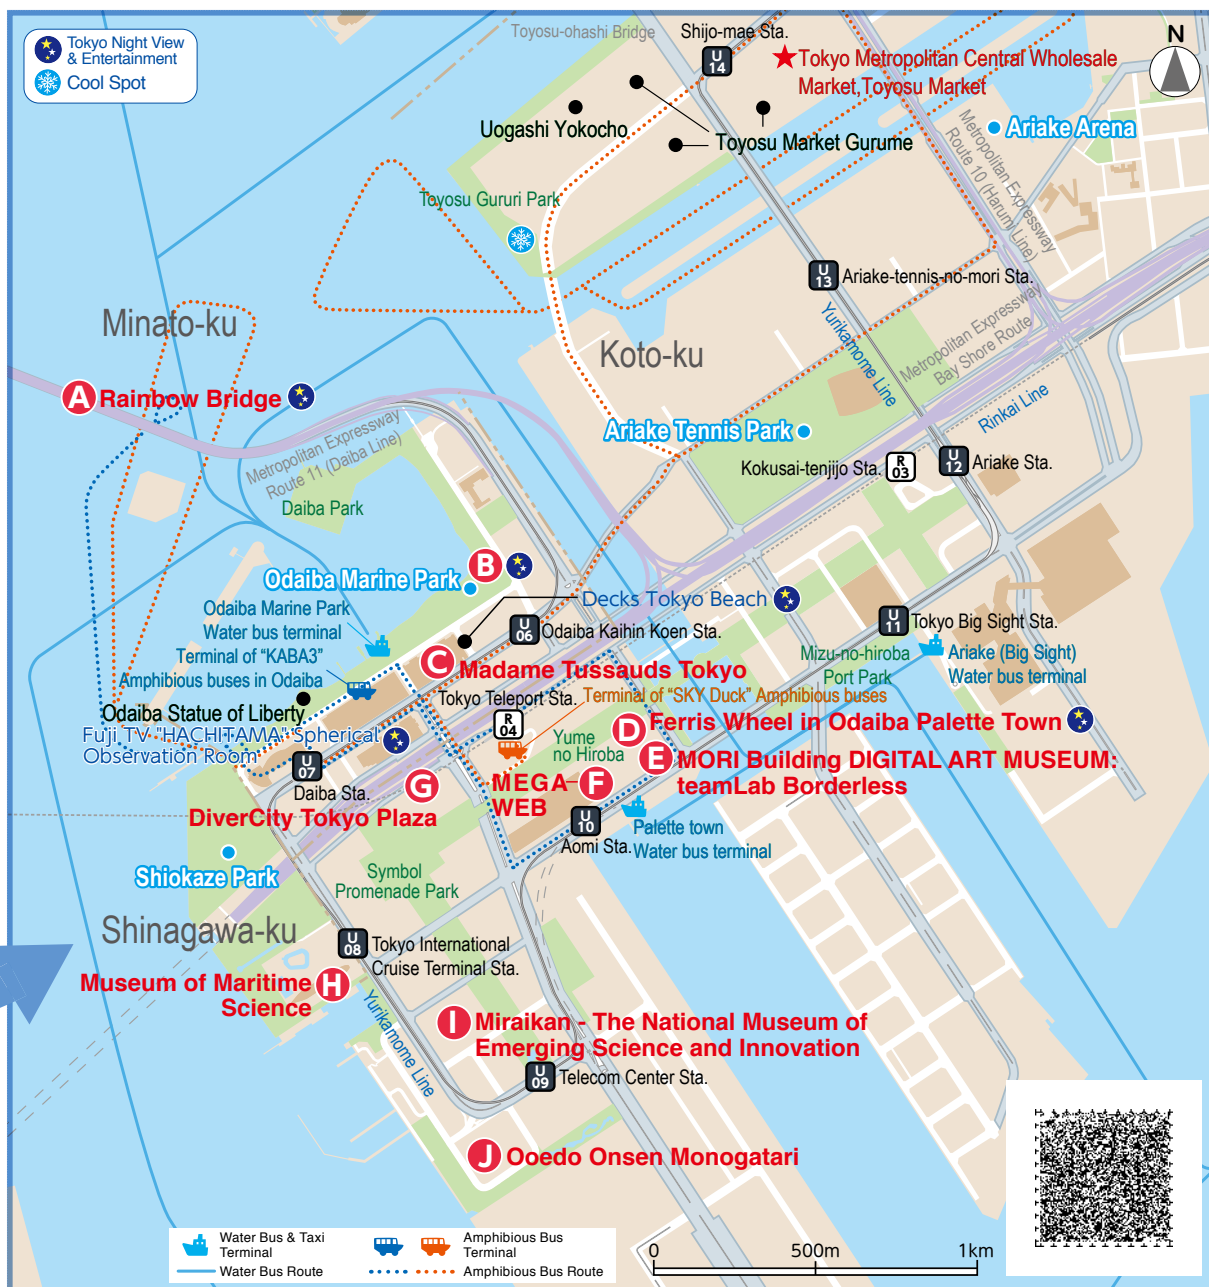 Tokyo Night View
& Entertainment
Cool Spot
N
Toyosu-ohashi Bridge
Shijo-mae Sta.
U
14
Tokyo Metropolitan Central Wholesale
Market,Toyosu Market
Uogashi Yokocho
Toyosu Market Gurume
Ariake Arena
Metropolitan Expressway
Route 10 (Harumi Line)
Toyosu Gururi Park
U
13
Ariake-tennis-no-mori Sta.
Minato-ku
Koto-ku
Yurikamome Line
Metropolitan Expressway
Bay Shore Route
Rinkai Line
A
Rainbow Bridge
Metropolitan Expressway
Route 11 (Daiba Line)
Ariake Tennis Park
Kokusai-tenjijo Sta.
R
03
U
12
Ariake Sta.
Daiba Park
B
Odaiba Marine Park
Decks Tokyo Beach
Odaiba Marine Park
Water bus terminal
U
06
Odaiba Kaihin Koen Sta.
U
11
Tokyo Big Sight Sta.
Terminal of "KABA3"
Amphibious buses in Odaiba
C
Madame Tussauds Tokyo
Mizu-no-hiroba
Port Park
Ariake (Big Sight)
Water bus terminal
Tokyo Teleport Sta.
R
04
Terminal of "SKY Duck" Amphibious buses
Odaiba Statue of Liberty
Fuji TV "HACHITAMA" Spherical
Observation Room
Yume
no Hiroba
D
Ferris Wheel in Odaiba Palette Town
E
MORI Building DIGITAL ART MUSEUM:
teamLab Borderless
U
07
Daiba Sta.
G
DiverCity Tokyo Plaza
MEGA
WEB
F
U
10
Aomi Sta.
Palette town
Water bus terminal
Shiokaze Park
Symbol
Promenade Park
Shinagawa-ku
U
08
Tokyo International
Cruise Terminal Sta.
Museum of Maritime
Science
H
Yurikamome Line
I
Miraikan - The National Museum of
Emerging Science and Innovation
U
09
Telecom Center Sta.
J
Ooedo Onsen Monogatari
Water Bus & Taxi
Terminal
Amphibious Bus
Terminal
Water Bus Route
Amphibious Bus Route
0
500m
1km